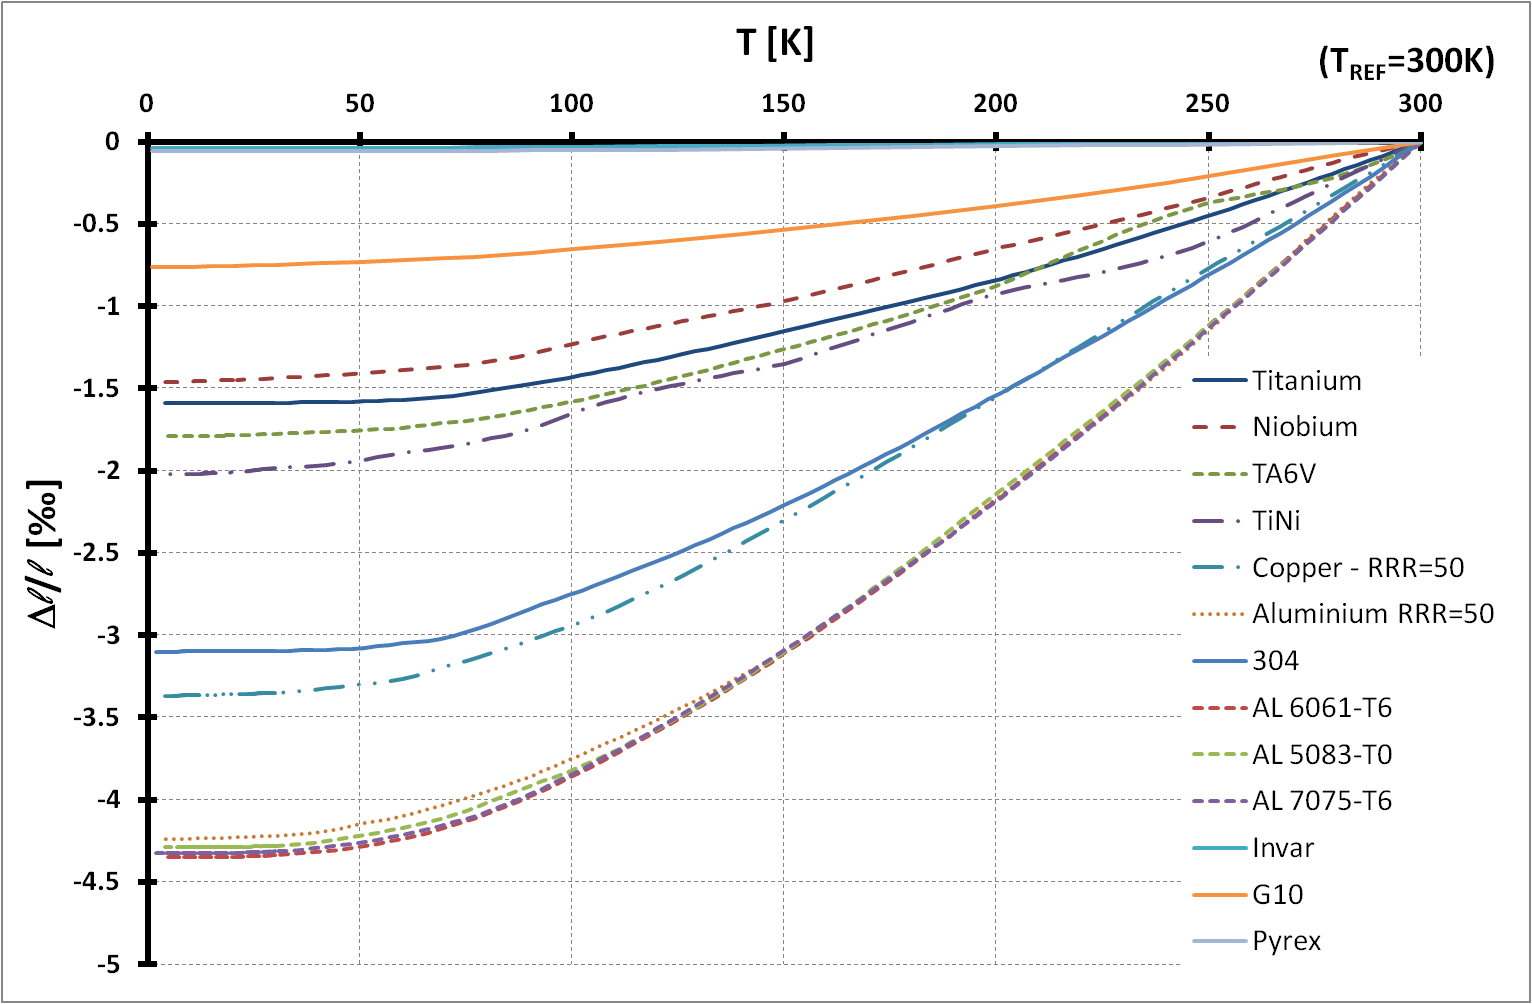 T [K]
(TREF=300K)
0 50 100 150 200 250 300
0
-0.5
-1
-1.5
-2
-2.5
-3
-3.5
-4
-4.5
-5
Δℓ/ℓ [‰]
Titanium
Niobium
TA6V
TiNi
Copper - RRR=50
Aluminium RRR=50
304
AL 6061-T6
AL 5083-T0
AL 7075-T6
Invar
G10
Pyrex